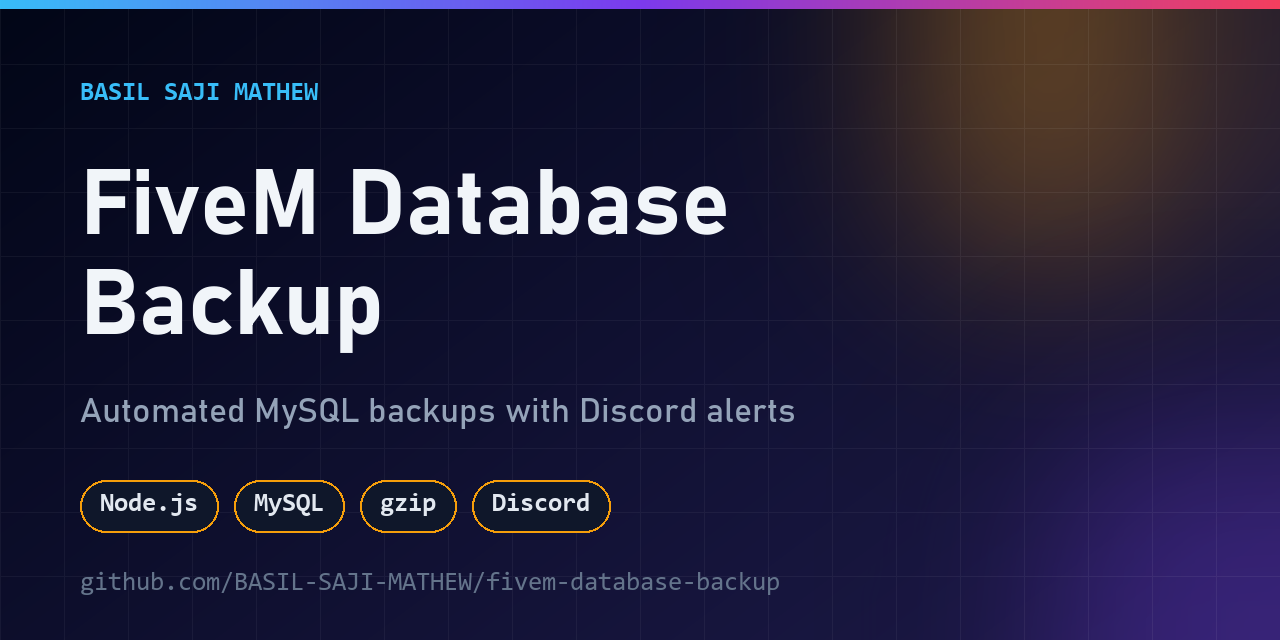 BASIL SAJI MATHEW
FiveM Database
Backup
Automated MySQL backups with Discord alerts
Node.js MySQL gzip Discord
github.com/BASIL-SAJI-MATHEW/fivem-database-backup